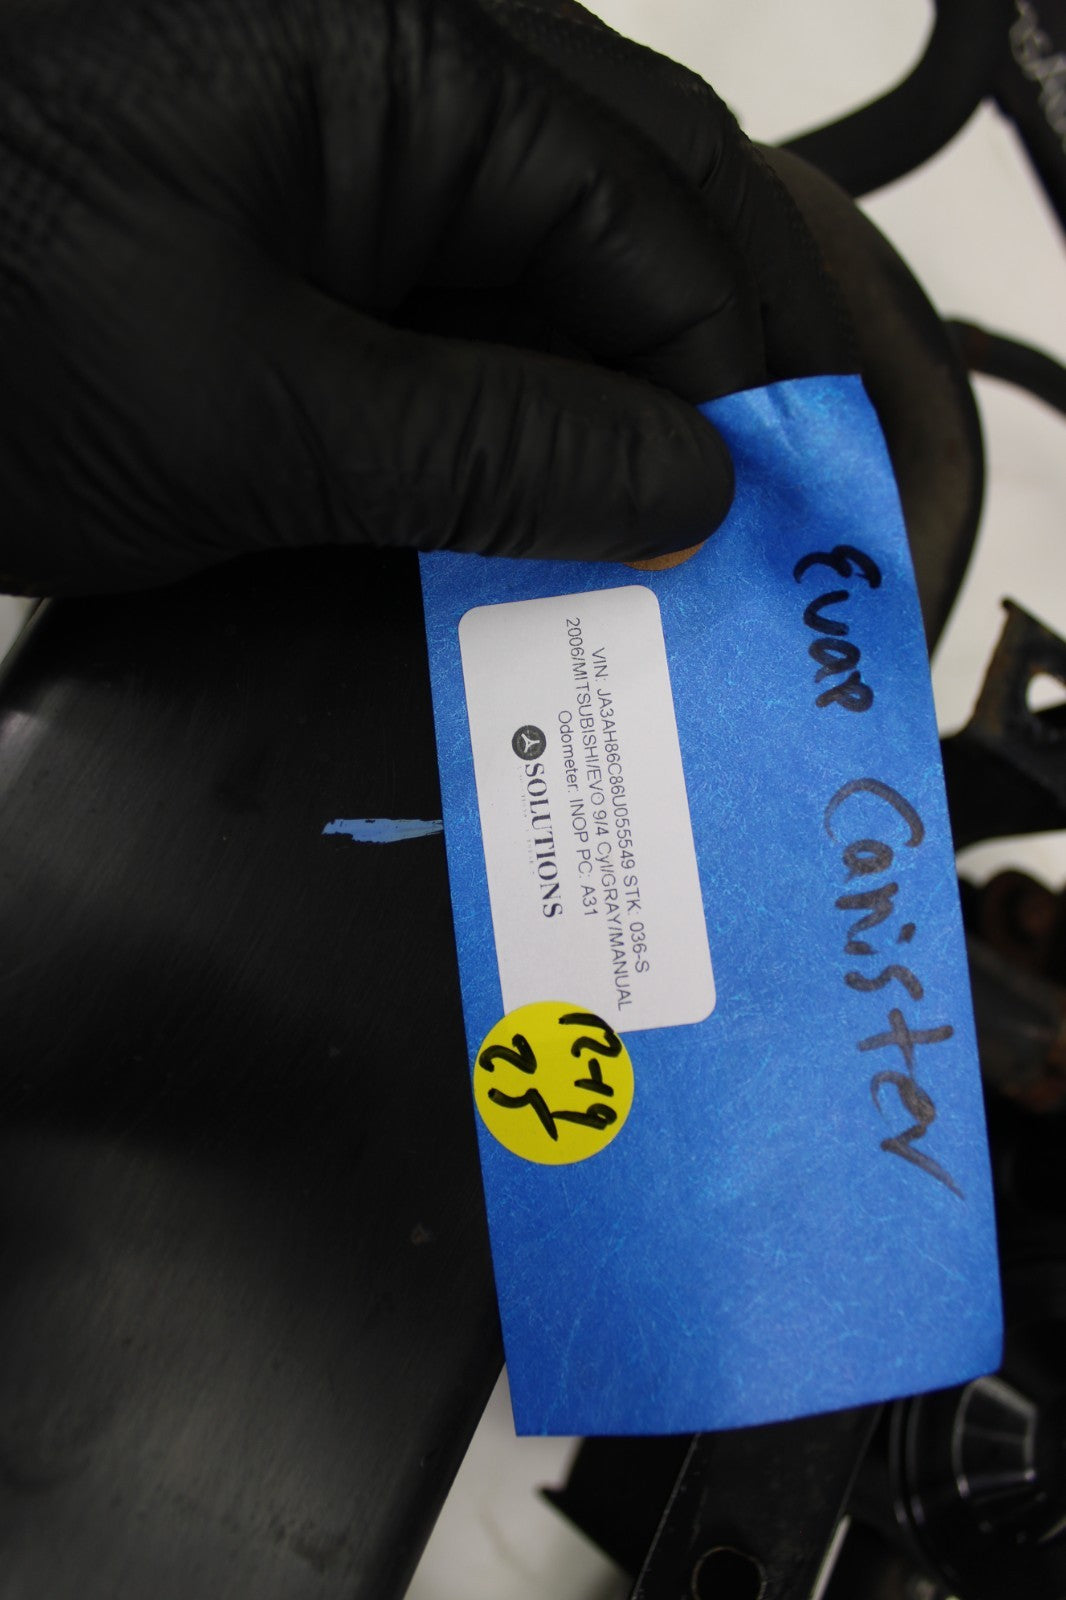 Evap Canister
VIN: JA3AH86C86U055549 STK: 036-S
2006/MITSUBISHI/EVO 9/4 Cyl/GRAY/MANUAL
Odometer: INOP PC: A31
SOLUTIONS
12-19
25